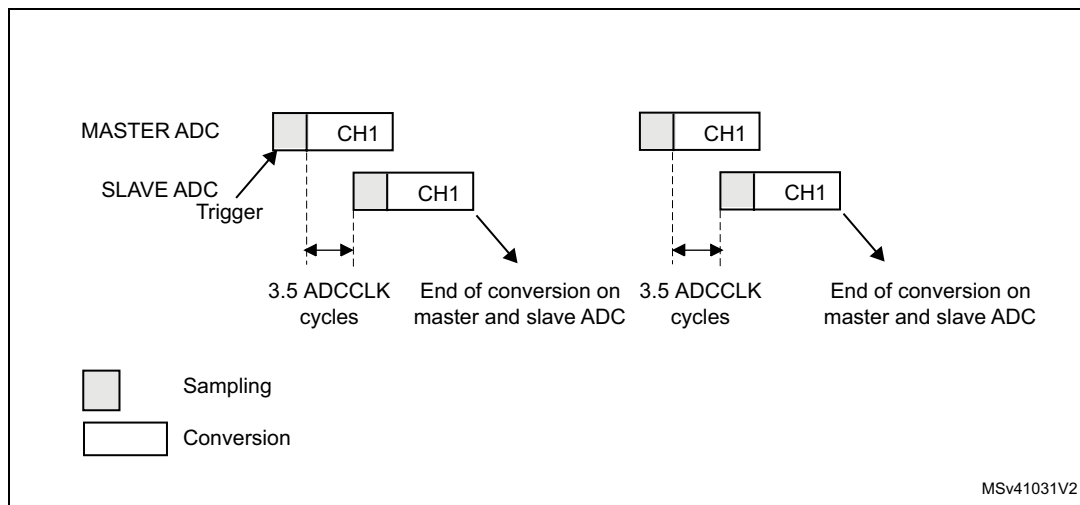 MASTER ADC
CH1
CH1
SLAVE ADC
CH1
CH1
Trigger
3.5 ADCCLK
cycles
End of conversion on
master and slave ADC
3.5 ADCCLK
cycles
End of conversion on
master and slave ADC
Sampling
Conversion
MSv41031V2